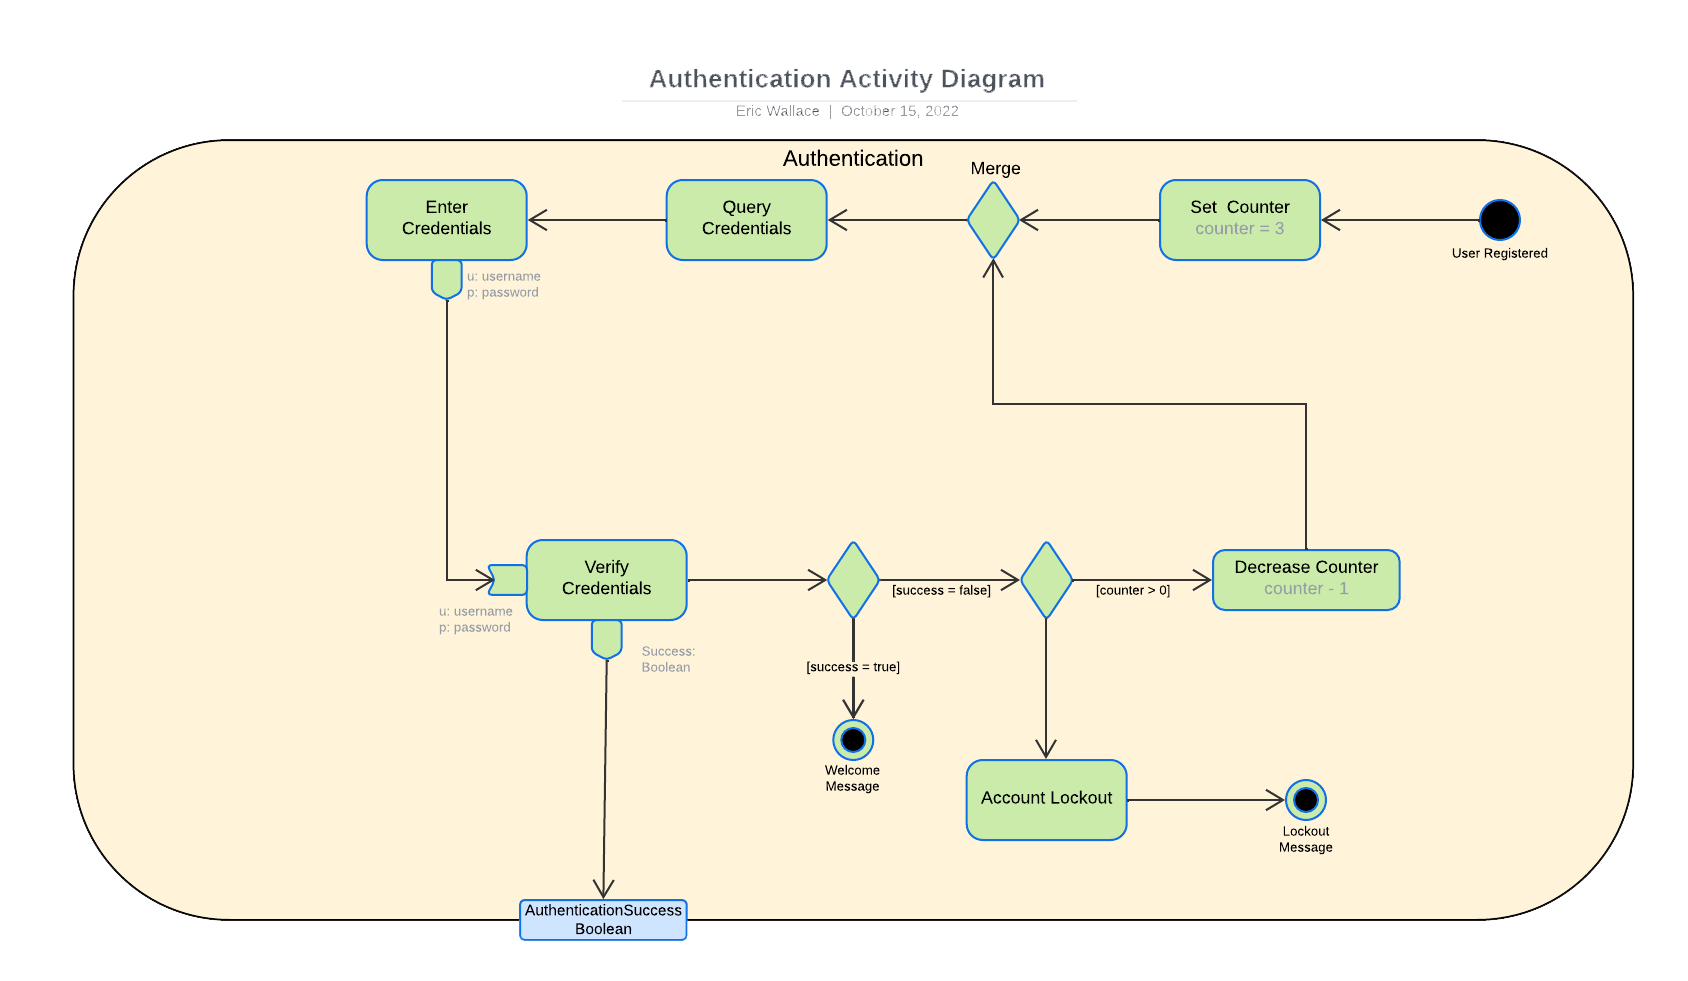 Authentication Activity Diagram
Eric Wallace | October 15, 2022
Authentication
Merge
Enter
Credentials
Query
Credentials
Set Counter
counter = 3
User Registered
u: username
p: password
Verify
Credentials
u: username
p: password
Success:
Boolean
[success = false]
[counter > 0]
Decrease Counter
counter - 1
[success = true]
Welcome
Message
Account Lockout
Lockout
Message
AuthenticationSuccess
Boolean